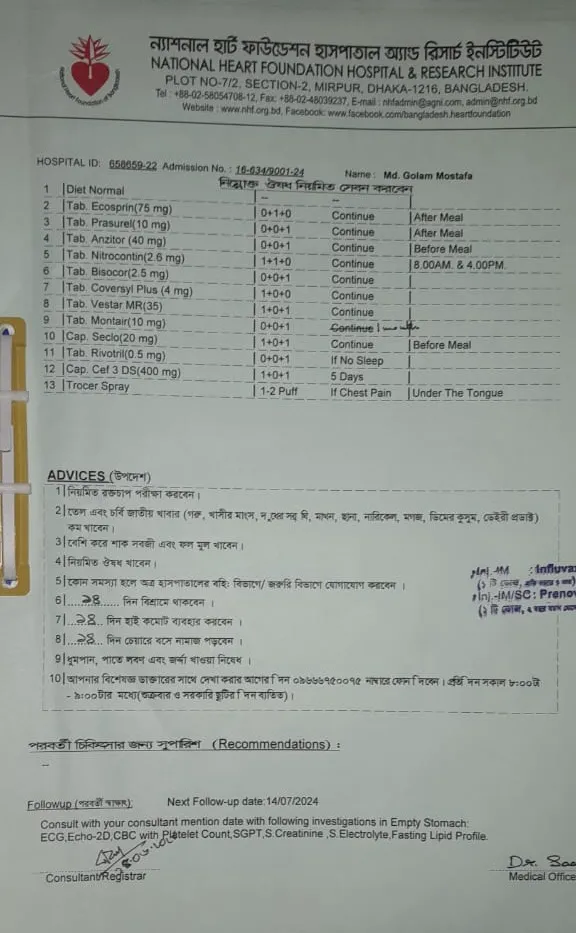 ন্যাশনাল হার্ট ফাউন্ডেশন হাসপাতাল অ্যান্ড রিসার্চ ইনস্টিটিউট
NATIONAL HEART FOUNDATION HOSPITAL & RESEARCH INSTITUTE
PLOT NO-7/2, SECTION-2, MIRPUR, DHAKA-1216, BANGLADESH.
Tel : +88-02-58054708-12, Fax: +88-02-48039237, E-mail : nhfadmin@agni.com, admin@nhf.org.bd
Website : www.nhf.org.bd, Facebook: www.facebook.com/bangladesh.heartfoundation
HOSPITAL ID: 658659-22 Admission No. : 16-634/9001-24 Name : Md. Golam Mostafa
নিম্নোক্ত ঔষধ নিয়মিত সেবন করবেন
1 Diet Normal -- --
2 Tab. Ecosprin(75 mg) 0+1+0 Continue After Meal
3 Tab. Prasurel(10 mg) 0+0+1 Continue After Meal
4 Tab. Anzitor (40 mg) 0+0+1 Continue Before Meal
5 Tab. Nitrocontin(2.6 mg) 1+1+0 Continue 8.00AM. & 4.00PM.
6 Tab. Bisocor(2.5 mg) 0+0+1 Continue
7 Tab. Coversyl Plus (4 mg) 1+0+0 Continue
8 Tab. Vestar MR(35) 1+0+1 Continue
9 Tab. Montair(10 mg) 0+0+1 Continue 1 month
10 Cap. Seclo(20 mg) 1+0+1 Continue Before Meal
11 Tab. Rivotril(0.5 mg) 0+0+1 If No Sleep
12 Cap. Cef 3 DS(400 mg) 1+0+1 5 Days
13 Trocer Spray 1-2 Puff If Chest Pain Under The Tongue
ADVICES (উপদেশ)
1 নিয়মিত রক্তচাপ পরীক্ষা করবেন।
2 তেল এবং চর্বি জাতীয় খাবার (গরু, খাসীর মাংস, দুধের সর, ঘি, মাখন, ছানা, নারিকেল, মগজ, ডিমের কুসুম, ডেইরী প্রডাক্ট)
কম খাবেন।
3 বেশি করে শাক সবজী এবং ফল মুল খাবেন।
4 নিয়মিত ঔষধ খাবেন।
5 কোন সমস্যা হলে অত্র হাসপাতালের বহিঃ বিভাগে/ জরুরি বিভাগে যোগাযোগ করবেন।
Inj.-IM : Influva
(১ টি ডোজ,
Inj.-IM/SC: Preno
6 ...২৪...... দিন বিশ্রামে থাকবেন।
(১ টি ডোজ,
7 ...২৪... দিন হাই কমোট ব্যবহার করবেন।
8 ...২৪... দিন চেয়ারে বসে নামাজ পড়বেন।
9 ধুমপান, পাতে লবণ এবং জর্দ্দা খাওয়া নিষেধ।
10 আপনার বিশেষজ্ঞ ডাক্তারের সাথে দেখা করার আগের দিন ০৯৬৬৬৭৫০০৭৫ নাম্বারে ফোন দিবেন। প্রতি দিন সকাল ৮:০০টা
- ৯:০০টার মধ্যে(শুক্রবার ও সরকারি ছুটির দিন ব্যতিত)।
পরবর্তী চিকিৎসার জন্য সুপারিশ (Recommendations) :
--
Followup (পরবর্তী সাক্ষাৎ): Next Follow-up date:14/07/2024
Consult with your consultant mention date with following investigations in Empty Stomach:
ECG,Echo-2D,CBC with Platelet Count,SGPT,S.Creatinine ,S.Electrolyte,Fasting Lipid Profile.
Consultant/Registrar
Dr.
Medical Office